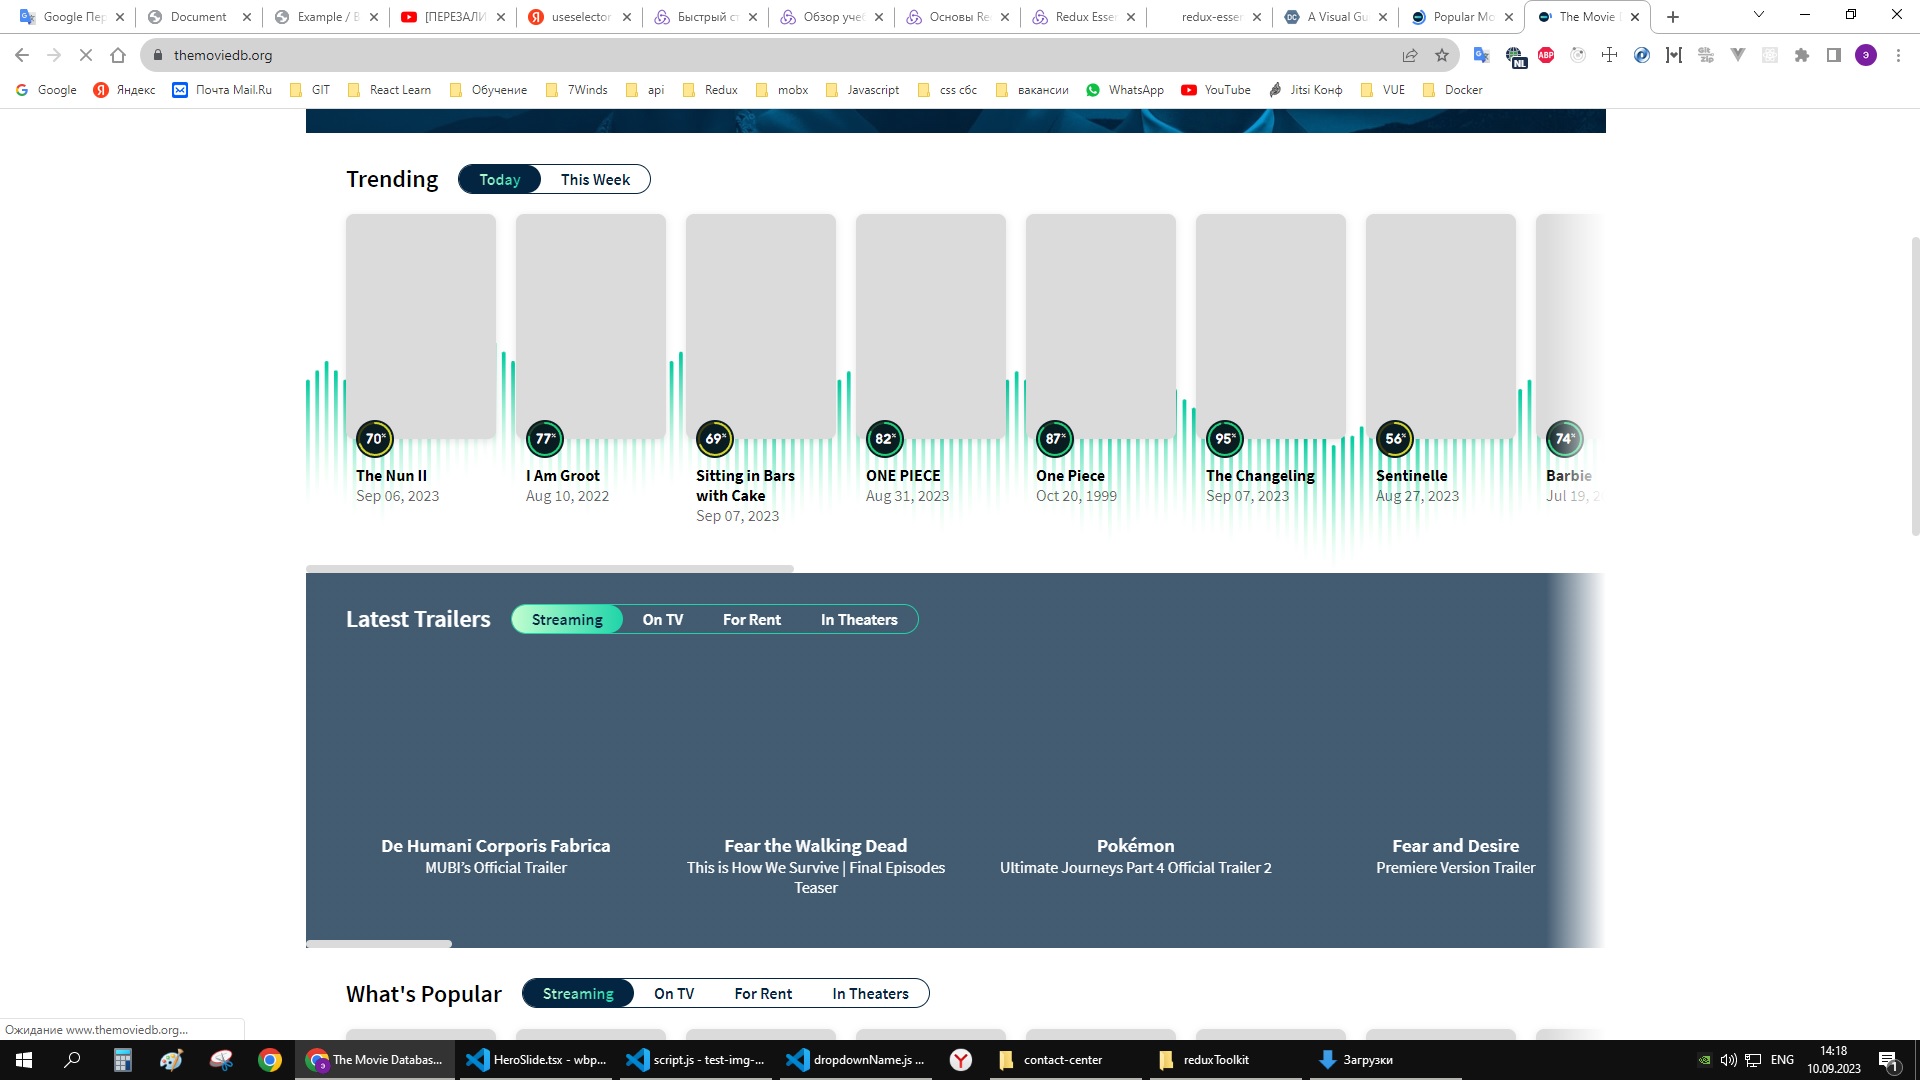 Google Пер
Document
Example / B
[ПЕРЕЗАЛИ
useselector
Быстрый ст
Обзор учеб
Основы Re
Redux Esse
redux-esser
A Visual Gu
Popular Mo
The Movie
themoviedb.org
NL
ABP
Git
zip
Э
Google
Яндекс
Почта Mail.Ru
GIT
React Learn
Обучение
7Winds
api
Redux
mobx
Javascript
css сбс
вакансии
WhatsApp
YouTube
Jitsi Конф
VUE
Docker
Trending
Today
This Week
70%
77%
69%
82%
87%
95%
56%
74%
The Nun II
Sep 06, 2023
I Am Groot
Aug 10, 2022
Sitting in Bars
with Cake
Sep 07, 2023
ONE PIECE
Aug 31, 2023
One Piece
Oct 20, 1999
The Changeling
Sep 07, 2023
Sentinelle
Aug 27, 2023
Barbie
Jul 19, 2
Latest Trailers
Streaming
On TV
For Rent
In Theaters
De Humani Corporis Fabrica
MUBI’s Official Trailer
Fear the Walking Dead
This is How We Survive | Final Episodes
Teaser
Pokémon
Ultimate Journeys Part 4 Official Trailer 2
Fear and Desire
Premiere Version Trailer
What's Popular
Streaming
On TV
For Rent
In Theaters
Ожидание www.themoviedb.org...
The Movie Databas...
HeroSlide.tsx - wbp...
script.js - test-img-...
dropdownName.js ...
contact-center
reduxToolkit
Загрузки
ENG
14:18
10.09.2023
1